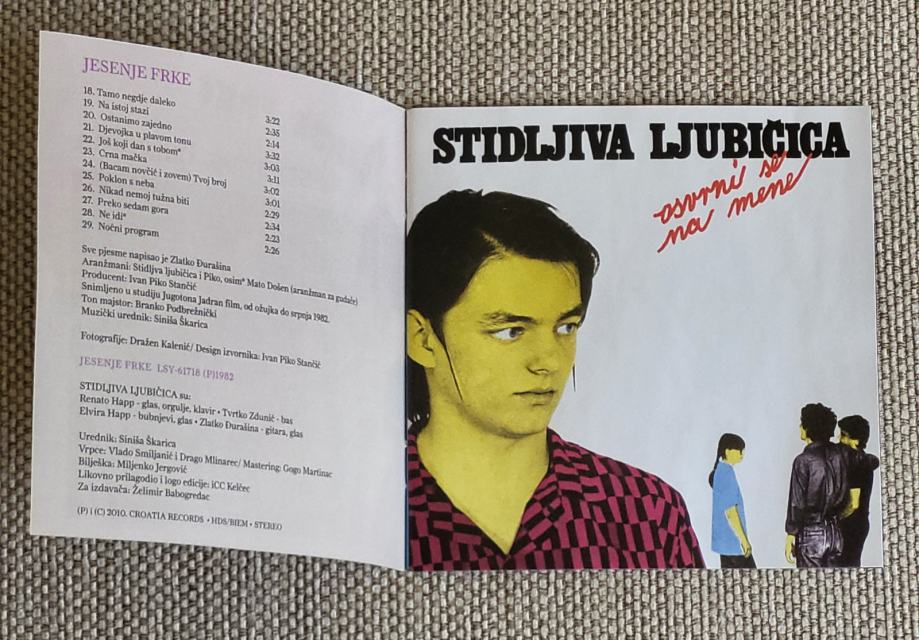 JESENJE FRKE
18. Tamo negdje daleko 3:22
19. Na istoj stazi 2:35
20. Ostanimo zajedno 2:14
21. Djevojka u plavom tonu 3:32
22. Još koji dan s tobom* 3:03
23. Crna mačka 3:11
24. (Bacam novčić i zovem) Tvoj broj 3:02
25. Poklon s neba 3:01
26. Nikad nemoj tužna biti 2:29
27. Preko sedam gora 2:34
28. Ne idi* 2:23
29. Noćni program 2:26
Sve pjesme napisao je Zlatko Đurašina
Aranžmani: Stidljva ljubičica i Piko, osim* Mato Došen (aranžman za gudače)
Producent: Ivan Piko Stančić
Snimljeno u studiju Jugotona Jadran film, od ožujka do srpnja 1982.
Ton majstor: Branko Podbrežnički
Muzički urednik: Siniša Škarica
Fotografije: Dražen Kalenić/ Design izvornika: Ivan Piko Stančić
JESENJE FRKE LSY-61718 (P)1982
STIDLJIVA LJUBIČICA su:
Renato Happ - glas, orgulje, klavir • Tvrtko Zdunić - bas
Elvira Happ - bubnjevi, glas • Zlatko Đurašina - gitara, glas
Urednik: Siniša Škarica
Vrpce: Vlado Smiljanić i Drago Mlinarec/ Mastering: Gogo Martinac
Bilješka: Miljenko Jergović
Likovno prilagodio i logo edicije: iCC Kelčec
Za izdavača: Želimir Babogredac
(P) i (C) 2010. CROATIA RECORDS • HDS/BIEM • STEREO
STIDLJIVA LJUBIČICA
osvrni se
na mene